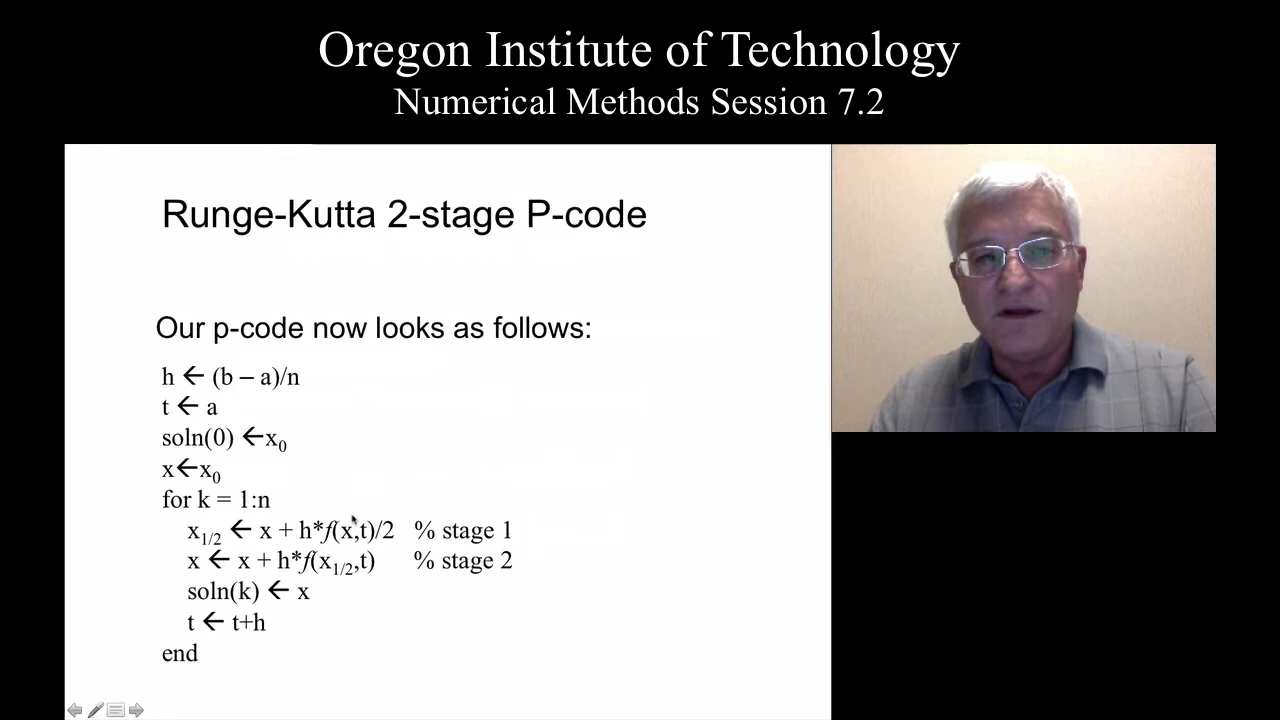 Oregon Institute of Technology
Numerical Methods Session 7.2
Runge-Kutta 2-stage P-code
Our p-code now looks as follows:
h ← (b – a)/n
t ← a
soln(0) ←x₀
x←x₀
for k = 1:n
x₁/₂ ← x + h*f(x,t)/2 % stage 1
x ← x + h*f(x₁/₂,t) % stage 2
soln(k) ← x
t ← t+h
end